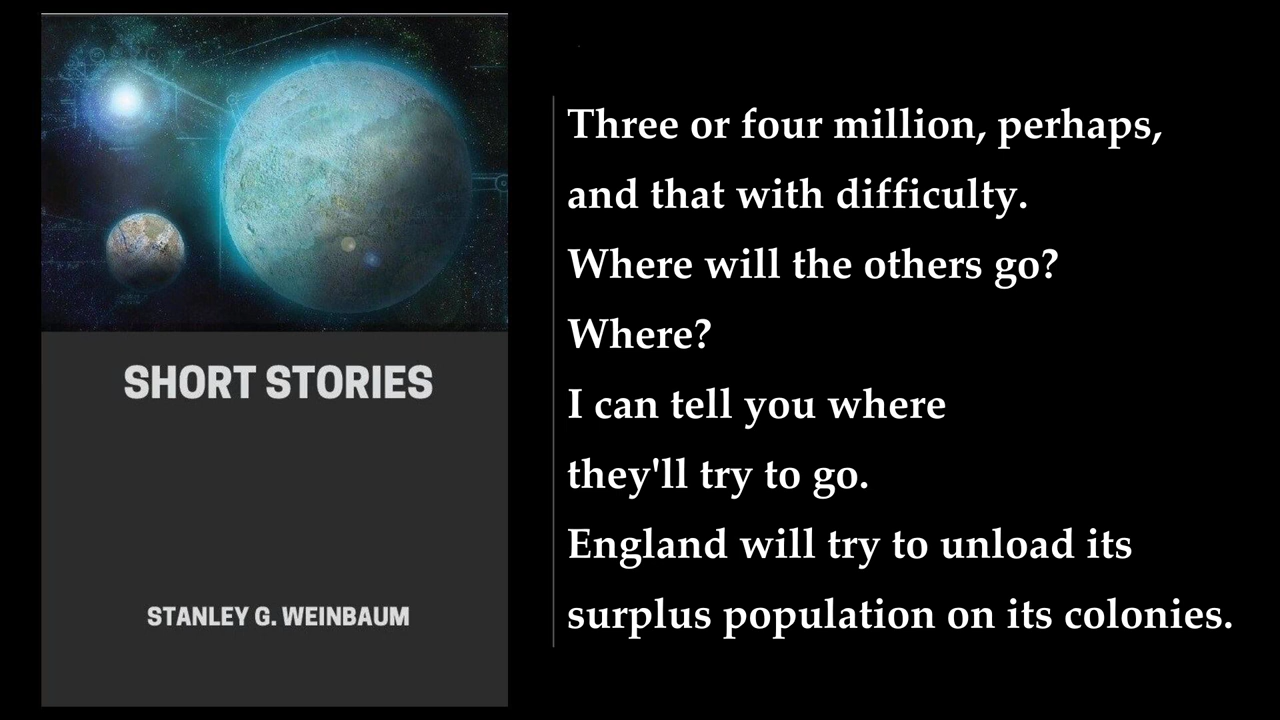 SHORT STORIES
STANLEY G. WEINBAUM
Three or four million, perhaps,
and that with difficulty.
Where will the others go?
Where?
I can tell you where
they'll try to go.
England will try to unload its
surplus population on its colonies.